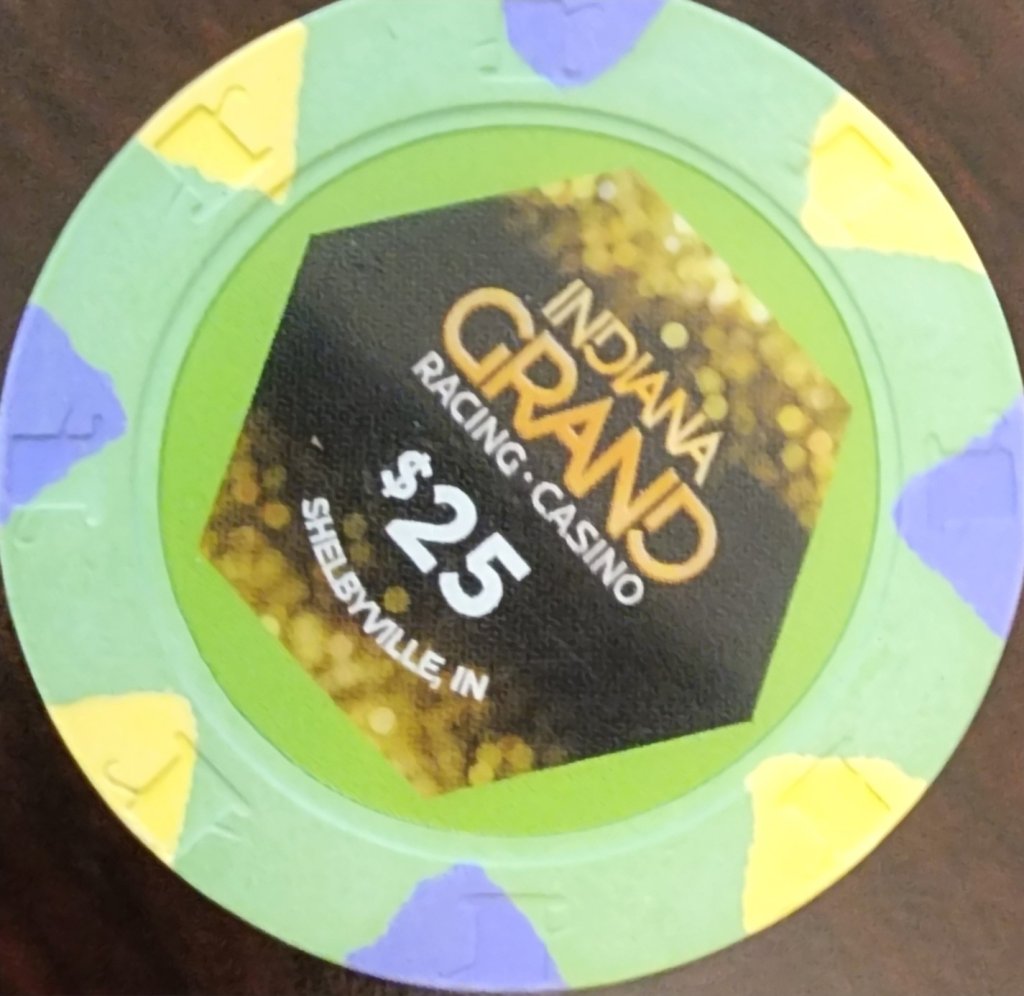 INDIANA
GRAND
RACING · CASINO
$25
SHELBYVILLE, IN